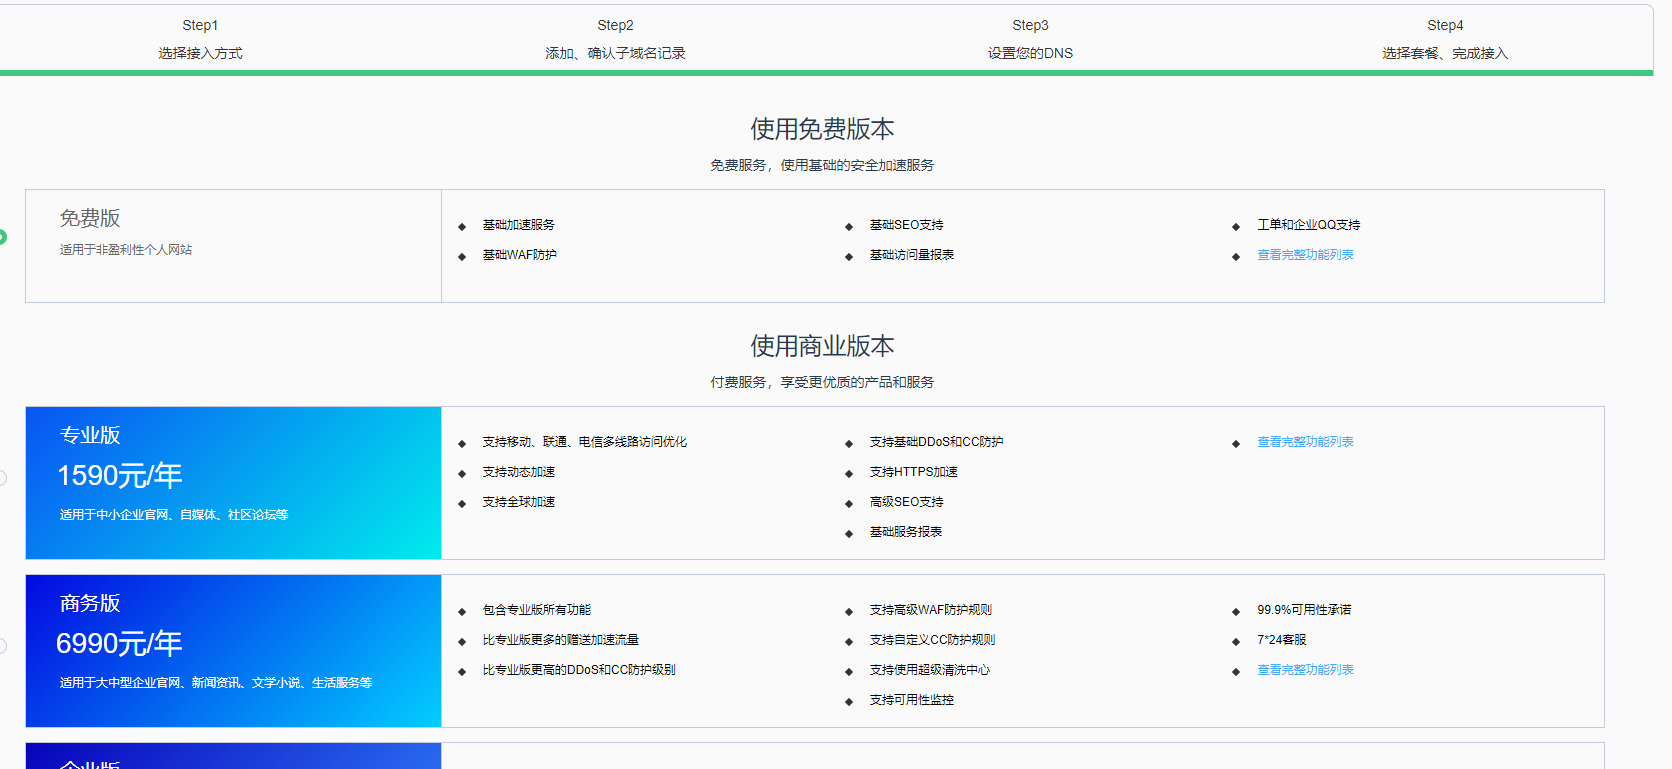 Step1
选择接入方式
Step2
添加、确认子域名记录
Step3
设置您的DNS
Step4
选择套餐、完成接入
使用免费版本
免费服务，使用基础的安全加速服务
免费版
适用于非盈利性个人网站
基础加速服务
基础WAF防护
基础SEO支持
基础访问量报表
工单和企业QQ支持
查看完整功能列表
使用商业版本
付费服务，享受更优质的产品和服务
专业版
1590元/年
适用于中小企业官网、自媒体、社区论坛等
支持移动、联通、电信多线路访问优化
支持动态加速
支持全球加速
支持基础DDoS和CC防护
支持HTTPS加速
高级SEO支持
基础服务报表
查看完整功能列表
商务版
6990元/年
适用于大中型企业官网、新闻资讯、文学小说、生活服务等
包含专业版所有功能
比专业版更多的赠送加速流量
比专业版更高的DDoS和CC防护级别
支持高级WAF防护规则
支持自定义CC防护规则
支持使用超级清洗中心
支持可用性监控
99.9%可用性承诺
7*24客服
查看完整功能列表
企业版